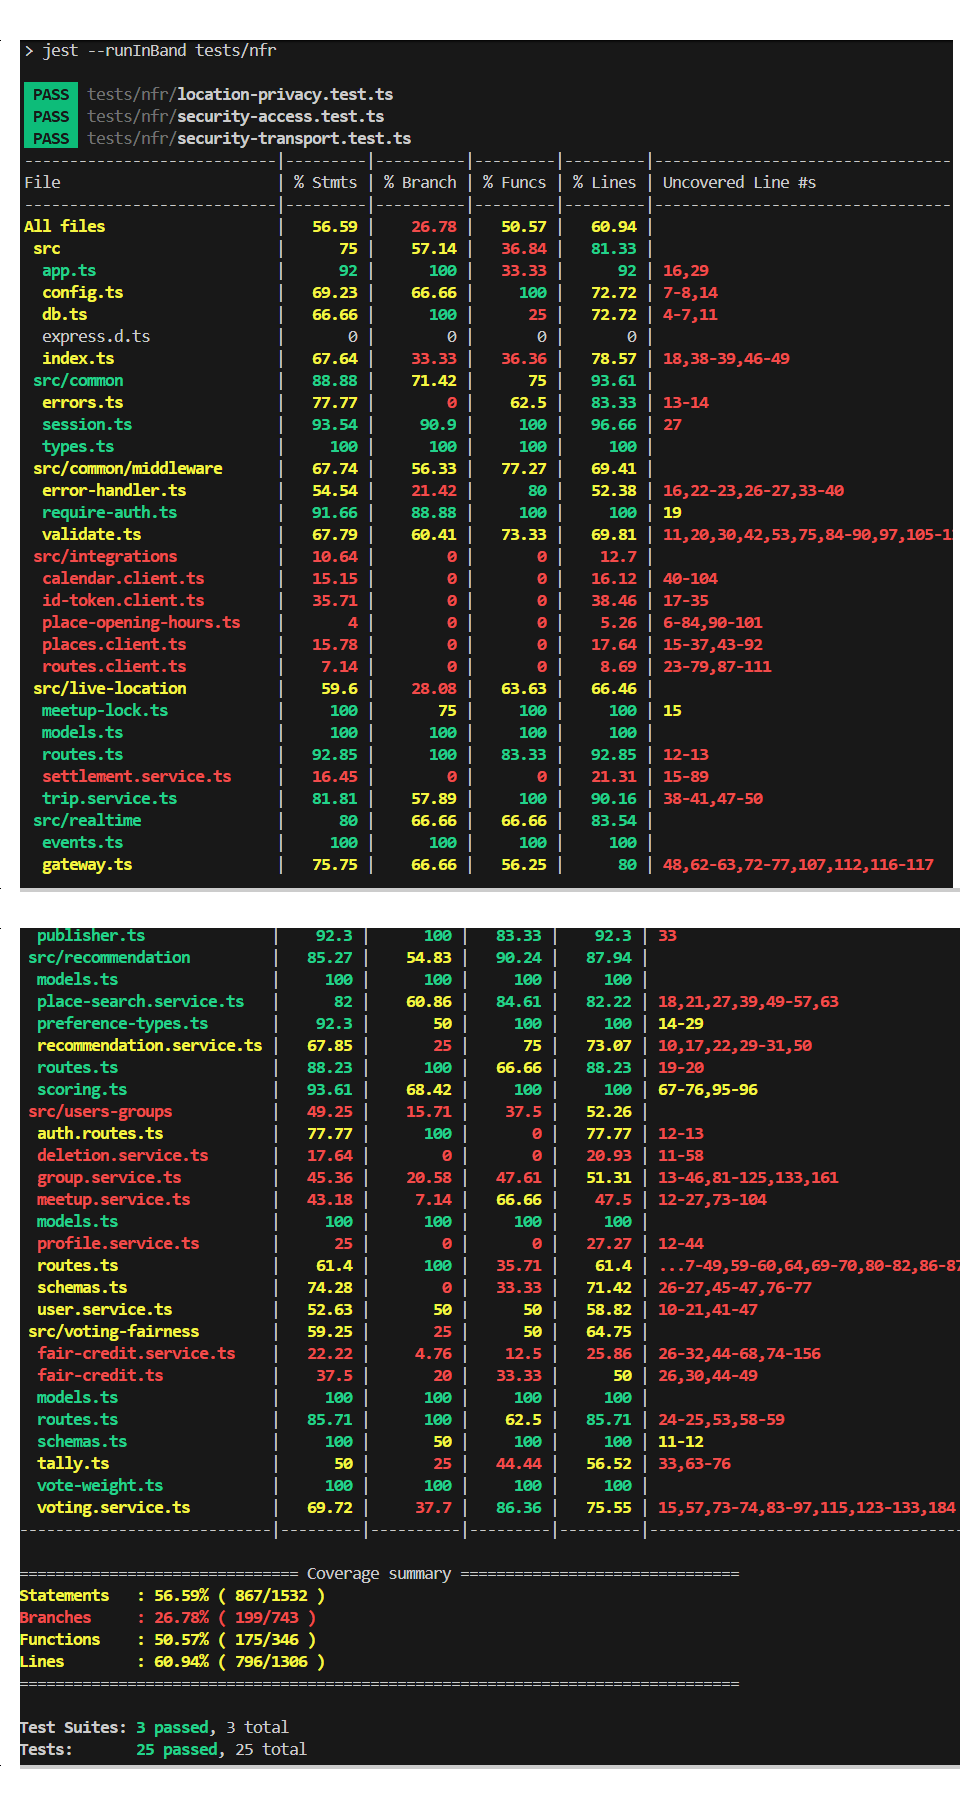 > jest --runInBand tests/nfr
PASS tests/nfr/location-privacy.test.ts
PASS tests/nfr/security-access.test.ts
PASS tests/nfr/security-transport.test.ts
----------------------------|---------|----------|---------|---------|---------------------------------
File | % Stmts | % Branch | % Funcs | % Lines | Uncovered Line #s
----------------------------|---------|----------|---------|---------|---------------------------------
All files | 56.59 | 26.78 | 50.57 | 60.94 |
src | 75 | 57.14 | 36.84 | 81.33 |
app.ts | 92 | 100 | 33.33 | 92 | 16,29
config.ts | 69.23 | 66.66 | 100 | 72.72 | 7-8,14
db.ts | 66.66 | 100 | 25 | 72.72 | 4-7,11
express.d.ts | 0 | 0 | 0 | 0 |
index.ts | 67.64 | 33.33 | 36.36 | 78.57 | 18,38-39,46-49
src/common | 88.88 | 71.42 | 75 | 93.61 |
errors.ts | 77.77 | 0 | 62.5 | 83.33 | 13-14
session.ts | 93.54 | 90.9 | 100 | 96.66 | 27
types.ts | 100 | 100 | 100 | 100 |
src/common/middleware | 67.74 | 56.33 | 77.27 | 69.41 |
error-handler.ts | 54.54 | 21.42 | 80 | 52.38 | 16,22-23,26-27,33-40
require-auth.ts | 91.66 | 88.88 | 100 | 100 | 19
validate.ts | 67.79 | 60.41 | 73.33 | 69.81 | 11,20,30,42,53,75,84-90,97,105-1
src/integrations | 10.64 | 0 | 0 | 12.7 |
calendar.client.ts | 15.15 | 0 | 0 | 16.12 | 40-104
id-token.client.ts | 35.71 | 0 | 0 | 38.46 | 17-35
place-opening-hours.ts | 4 | 0 | 0 | 5.26 | 6-84,90-101
places.client.ts | 15.78 | 0 | 0 | 17.64 | 15-37,43-92
routes.client.ts | 7.14 | 0 | 0 | 8.69 | 23-79,87-111
src/live-location | 59.6 | 28.08 | 63.63 | 66.46 |
meetup-lock.ts | 100 | 75 | 100 | 100 | 15
models.ts | 100 | 100 | 100 | 100 |
routes.ts | 92.85 | 100 | 83.33 | 92.85 | 12-13
settlement.service.ts | 16.45 | 0 | 0 | 21.31 | 15-89
trip.service.ts | 81.81 | 57.89 | 100 | 90.16 | 38-41,47-50
src/realtime | 80 | 66.66 | 66.66 | 83.54 |
events.ts | 100 | 100 | 100 | 100 |
gateway.ts | 75.75 | 66.66 | 56.25 | 80 | 48,62-63,72-77,107,112,116-117
publisher.ts | 92.3 | 100 | 83.33 | 92.3 | 33
src/recommendation | 85.27 | 54.83 | 90.24 | 87.94 |
models.ts | 100 | 100 | 100 | 100 |
place-search.service.ts | 82 | 60.86 | 84.61 | 82.22 | 18,21,27,39,49-57,63
preference-types.ts | 92.3 | 50 | 100 | 100 | 14-29
recommendation.service.ts | 67.85 | 25 | 75 | 73.07 | 10,17,22,29-31,50
routes.ts | 88.23 | 100 | 66.66 | 88.23 | 19-20
scoring.ts | 93.61 | 68.42 | 100 | 100 | 67-76,95-96
src/users-groups | 49.25 | 15.71 | 37.5 | 52.26 |
auth.routes.ts | 77.77 | 100 | 0 | 77.77 | 12-13
deletion.service.ts | 17.64 | 0 | 0 | 20.93 | 11-58
group.service.ts | 45.36 | 20.58 | 47.61 | 51.31 | 13-46,81-125,133,161
meetup.service.ts | 43.18 | 7.14 | 66.66 | 47.5 | 12-27,73-104
models.ts | 100 | 100 | 100 | 100 |
profile.service.ts | 25 | 0 | 0 | 27.27 | 12-44
routes.ts | 61.4 | 100 | 35.71 | 61.4 | ...7-49,59-60,64,69-70,80-82,86-87
schemas.ts | 74.28 | 0 | 33.33 | 71.42 | 26-27,45-47,76-77
user.service.ts | 52.63 | 50 | 50 | 58.82 | 10-21,41-47
src/voting-fairness | 59.25 | 25 | 50 | 64.75 |
fair-credit.service.ts | 22.22 | 4.76 | 12.5 | 25.86 | 26-32,44-68,74-156
fair-credit.ts | 37.5 | 20 | 33.33 | 50 | 26,30,44-49
models.ts | 100 | 100 | 100 | 100 |
routes.ts | 85.71 | 100 | 62.5 | 85.71 | 24-25,53,58-59
schemas.ts | 100 | 50 | 100 | 100 | 11-12
tally.ts | 50 | 25 | 44.44 | 56.52 | 33,63-76
vote-weight.ts | 100 | 100 | 100 | 100 |
voting.service.ts | 69.72 | 37.7 | 86.36 | 75.55 | 15,57,73-74,83-97,115,123-133,184
----------------------------|---------|----------|---------|---------|---------------------------------
=============================== Coverage summary ===============================
Statements : 56.59% ( 867/1532 )
Branches : 26.78% ( 199/743 )
Functions : 50.57% ( 175/346 )
Lines : 60.94% ( 796/1306 )
================================================================================
Test Suites: 3 passed, 3 total
Tests: 25 passed, 25 total